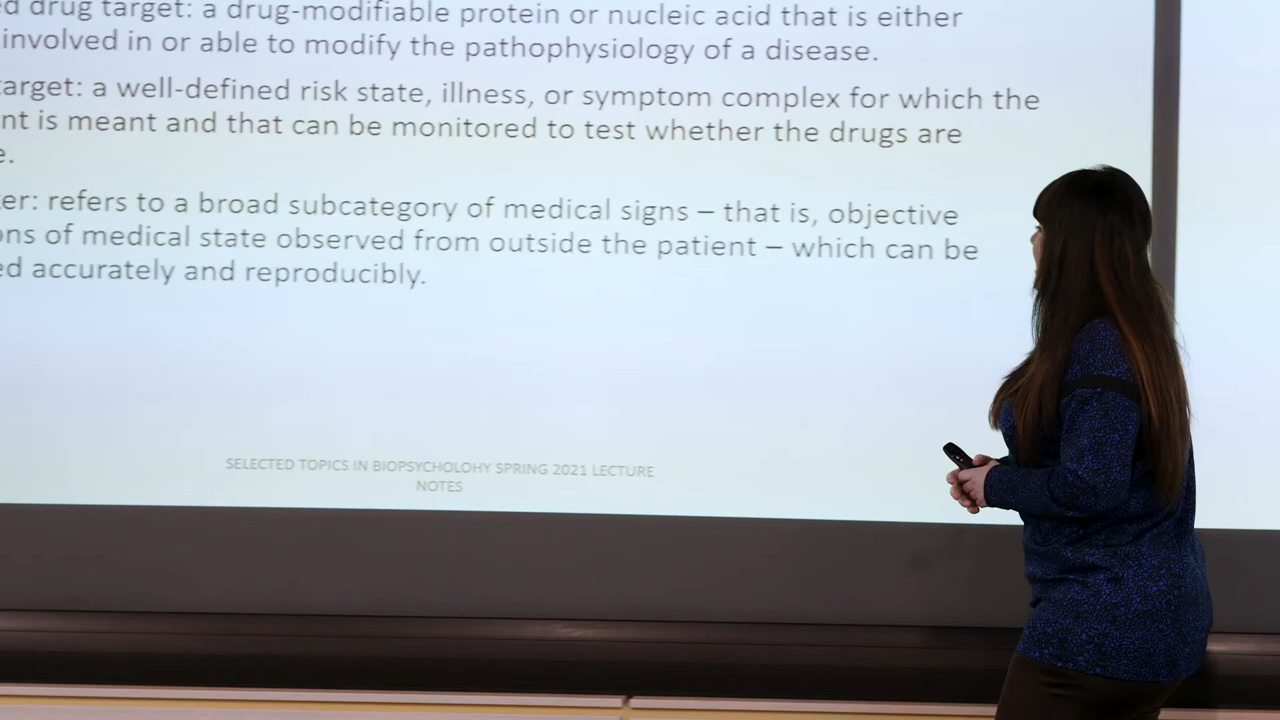 ed drug target: a drug-modifiable protein or nucleic acid that is either
involved in or able to modify the pathophysiology of a disease.
target: a well-defined risk state, illness, or symptom complex for which the
nt is meant and that can be monitored to test whether the drugs are
e.
er: refers to a broad subcategory of medical signs – that is, objective
ons of medical state observed from outside the patient – which can be
ed accurately and reproducibly.
SELECTED TOPICS IN BIOPSYCHOLOHY SPRING 2021 LECTURE
NOTES